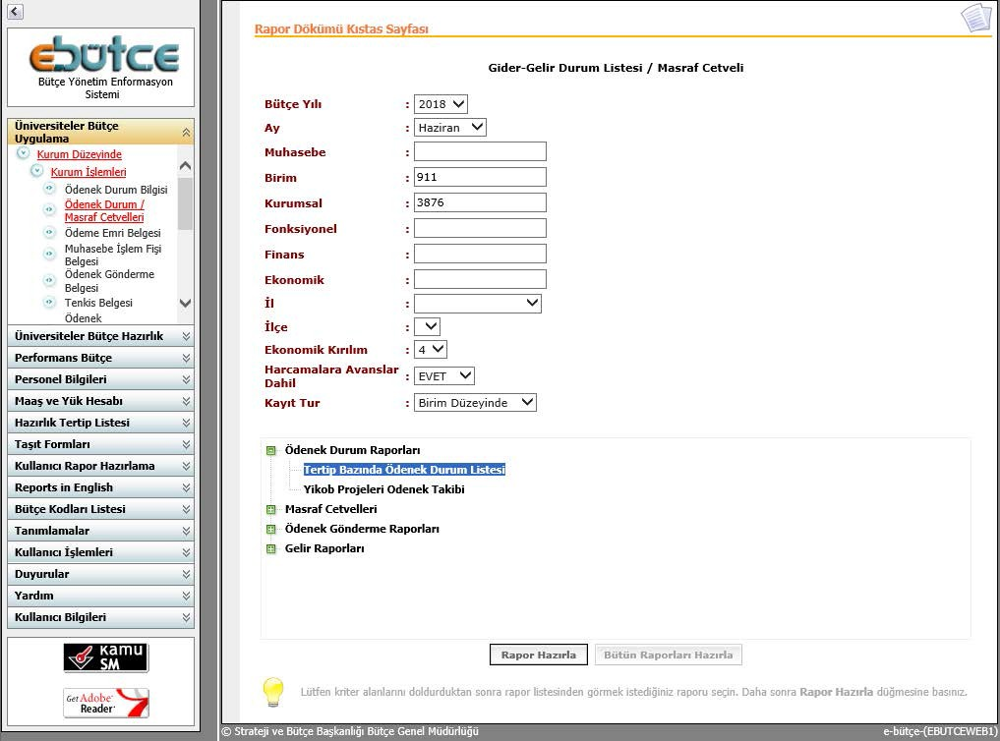 eBÜTCE
Bütçe Yönetim Enformasyon
Sistemi
Üniversiteler Bütçe
Uygulama
Kurum Düzeyinde
Kurum İşlemleri
Ödenek Durum Bilgisi
Ödenek Durum /
Masraf Cetvelleri
Ödeme Emri Belgesi
Muhasebe İşlem Fişi
Belgesi
Ödenek Gönderme
Belgesi
Tenkis Belgesi
Ödenek
Üniversiteler Bütçe Hazırlık
Performans Bütçe
Personel Bilgileri
Maaş ve Yük Hesabı
Hazırlık Tertip Listesi
Taşıt Formları
Kullanıcı Rapor Hazırlama
Reports in English
Bütçe Kodları Listesi
Tanımlamalar
Kullanıcı İşlemleri
Duyurular
Yardım
Kullanıcı Bilgileri
Kamu
SM
Get Adobe
Reader
Rapor Dökümü Kıstas Sayfası
Gider-Gelir Durum Listesi / Masraf Cetveli
Bütçe Yılı : 2018
Ay : Haziran
Muhasebe :
Birim : 911
Kurumsal : 3876
Fonksiyonel :
Finans :
Ekonomik :
İl :
İlçe :
Ekonomik Kırılım : 4
Harcamalara Avanslar
Dahil : EVET
Kayıt Tur : Birim Düzeyinde
Ödenek Durum Raporları
Tertip Bazında Ödenek Durum Listesi
Yikob Projeleri Odenek Takibi
Masraf Cetvelleri
Ödenek Gönderme Raporları
Gelir Raporları
Rapor Hazırla Bütün Raporları Hazırla
Lütfen kriter alanlarını doldurduktan sonra rapor listesinden görmek istediğiniz raporu seçin. Daha sonra Rapor Hazırla düğmesine basınız.
© Strateji ve Bütçe Başkanlığı Bütçe Genel Müdürlüğü e-bütçe-(EBUTCEWEB1)